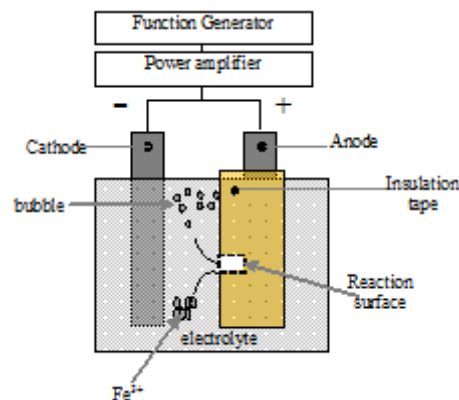 Function Generator
Power amplifier
− +
Cathode
Anode
Insulation
tape
bubble
Reaction
surface
electrolyte
Fe²⁺